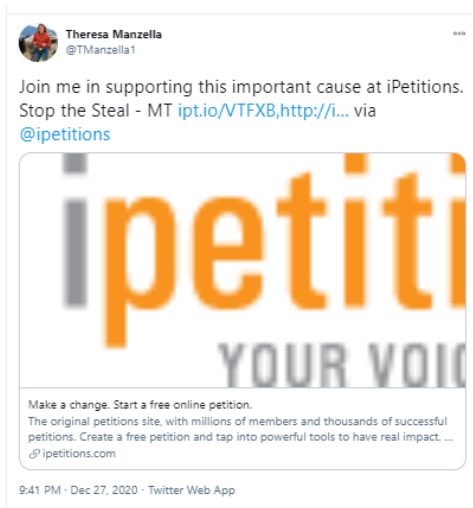 Theresa Manzella
@TManzella1
Join me in supporting this important cause at iPetitions.
Stop the Steal - MT ipt.io/VTFXB,http://i... via
@ipetitions
ipetiti
YOUR VOIC
Make a change. Start a free online petition.
The original petitions site, with millions of members and thousands of successful
petitions. Create a free petition and tap into powerful tools to have real impact. ...
ipetitions.com
9:41 PM · Dec 27, 2020 · Twitter Web App